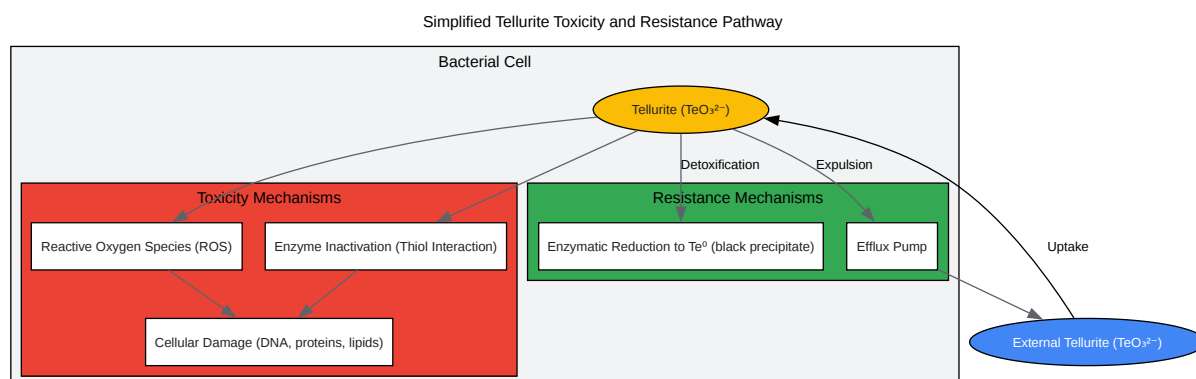 Simplified Tellurite Toxicity and Resistance Pathway
Bacterial Cell
Tellurite (TeO₃²⁻)
Detoxification
Expulsion
Toxicity Mechanisms
Resistance Mechanisms
Reactive Oxygen Species (ROS)
Enzyme Inactivation (Thiol Interaction)
Enzymatic Reduction to Te⁰ (black precipitate)
Efflux Pump
Uptake
Cellular Damage (DNA, proteins, lipids)
External Tellurite (TeO₃²⁻)